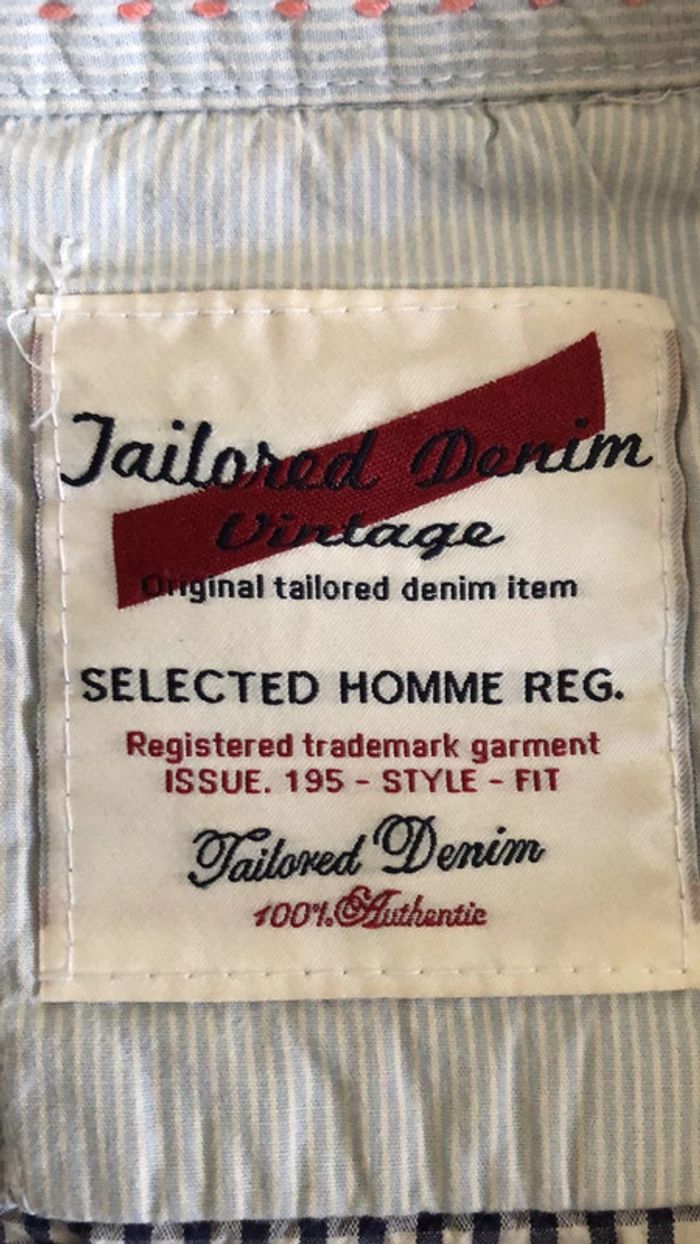 Tailored Denim
Vintage
Original tailored denim item
SELECTED HOMME REG.
Registered trademark garment
ISSUE. 195 - STYLE - FIT
Tailored Denim
100% Authentic